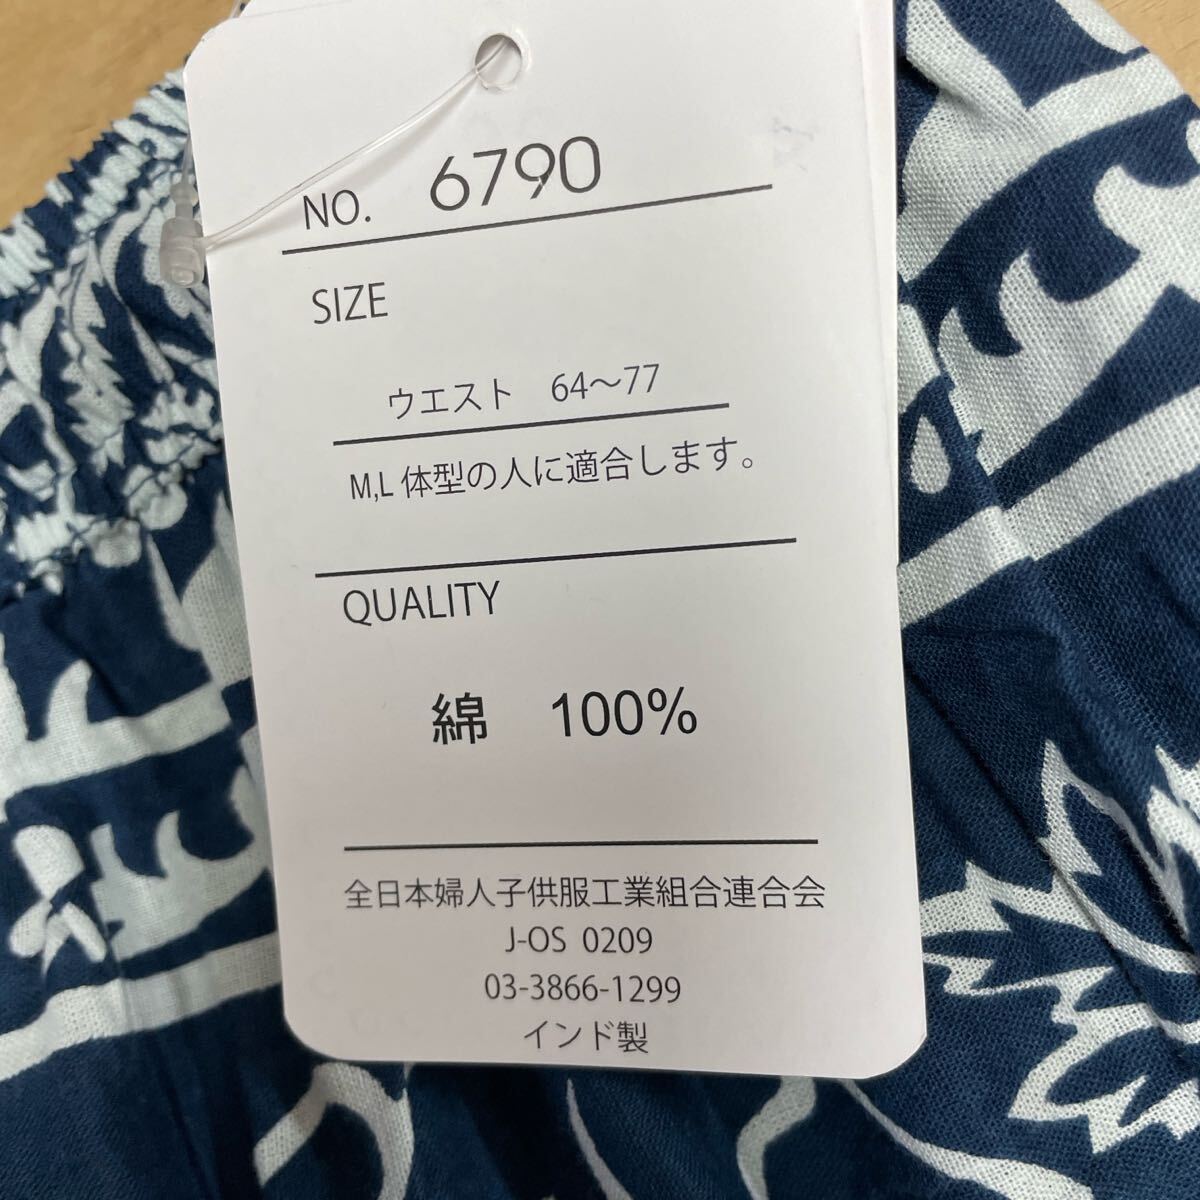 NO. 6790
SIZE
ウエスト 64～77
M,L 体型の人に適合します。
QUALITY
綿 100%
全日本婦人子供服工業組合連合会
J-OS 0209
03-3866-1299
インド製